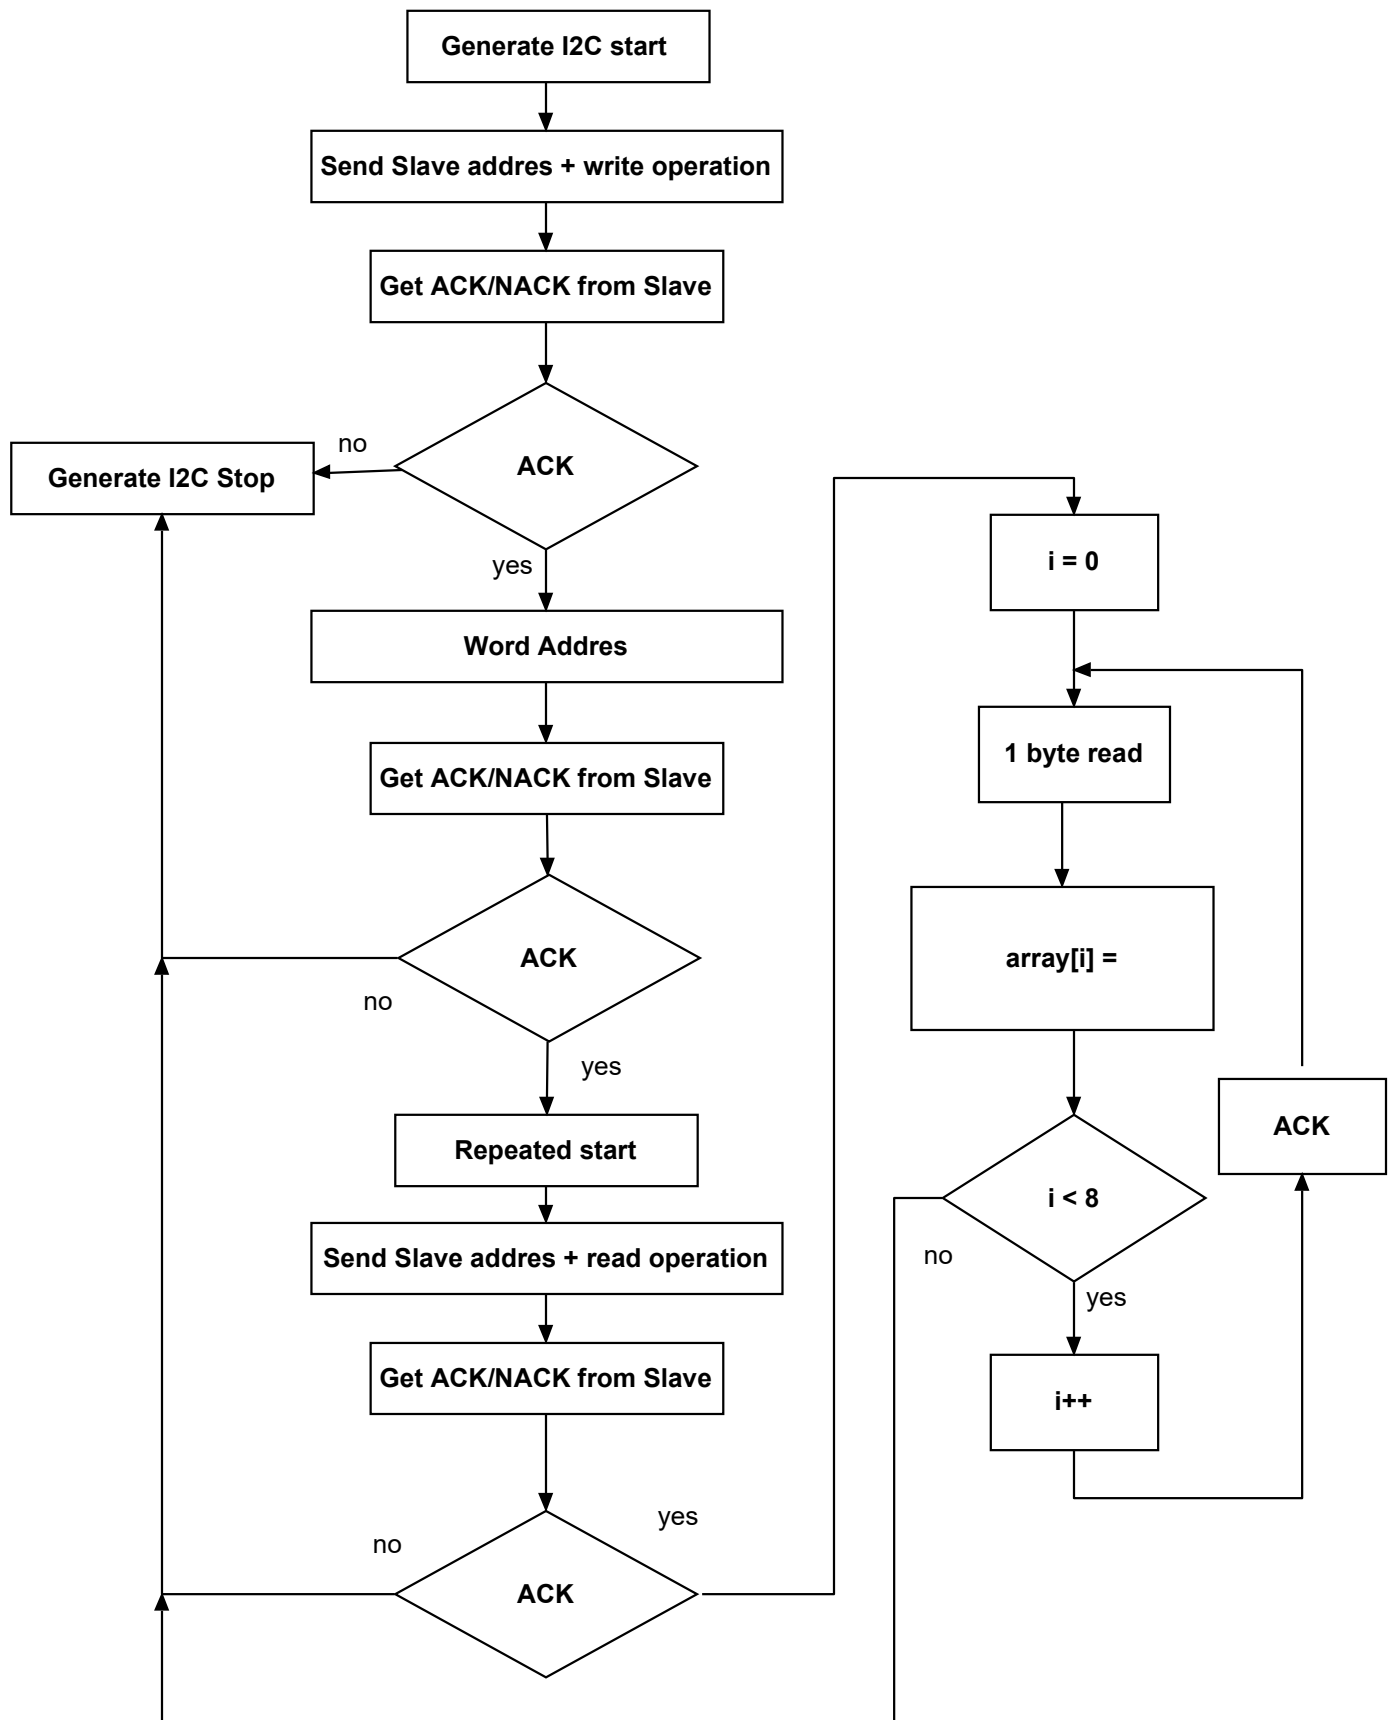 Generate I2C start
Send Slave addres + write operation
Get ACK/NACK from Slave
ACK
no
Generate I2C Stop
yes
Word Addres
Get ACK/NACK from Slave
ACK
no
yes
Repeated start
Send Slave addres + read operation
Get ACK/NACK from Slave
ACK
no
yes
i = 0
1 byte read
array[i] =
i < 8
no
yes
i++
ACK